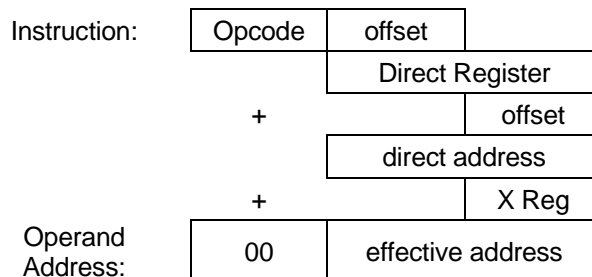 Instruction: Opcode offset
Direct Register
+ offset
direct address
+ X Reg
Operand
Address: 00 effective address